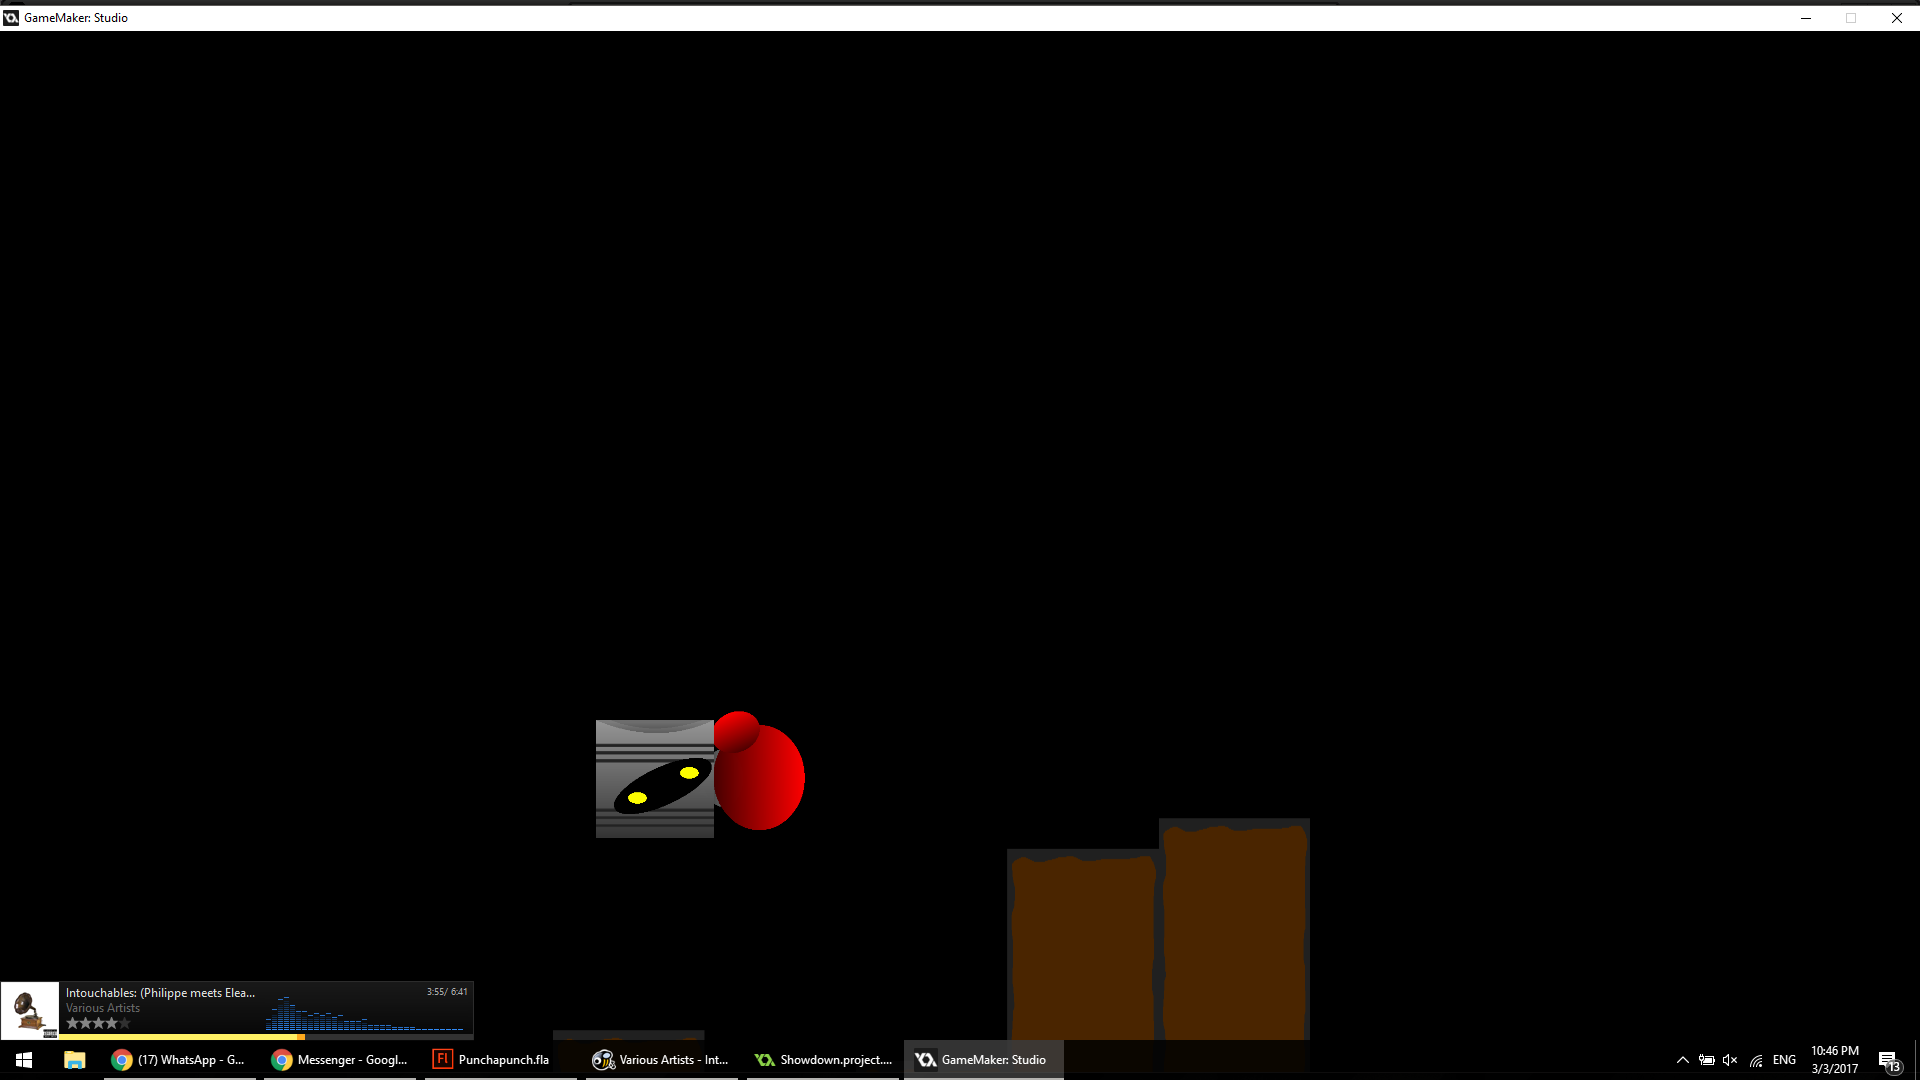 GameMaker: Studio
Intouchables: (Philippe meets Elea...
3:55/ 6:41
Various Artists
(17) WhatsApp - G...
Messenger - Googl...
Fl
Punchapunch.fla
Various Artists - Int...
Showdown.project....
GameMaker: Studio
ENG
10:46 PM
3/3/2017
13